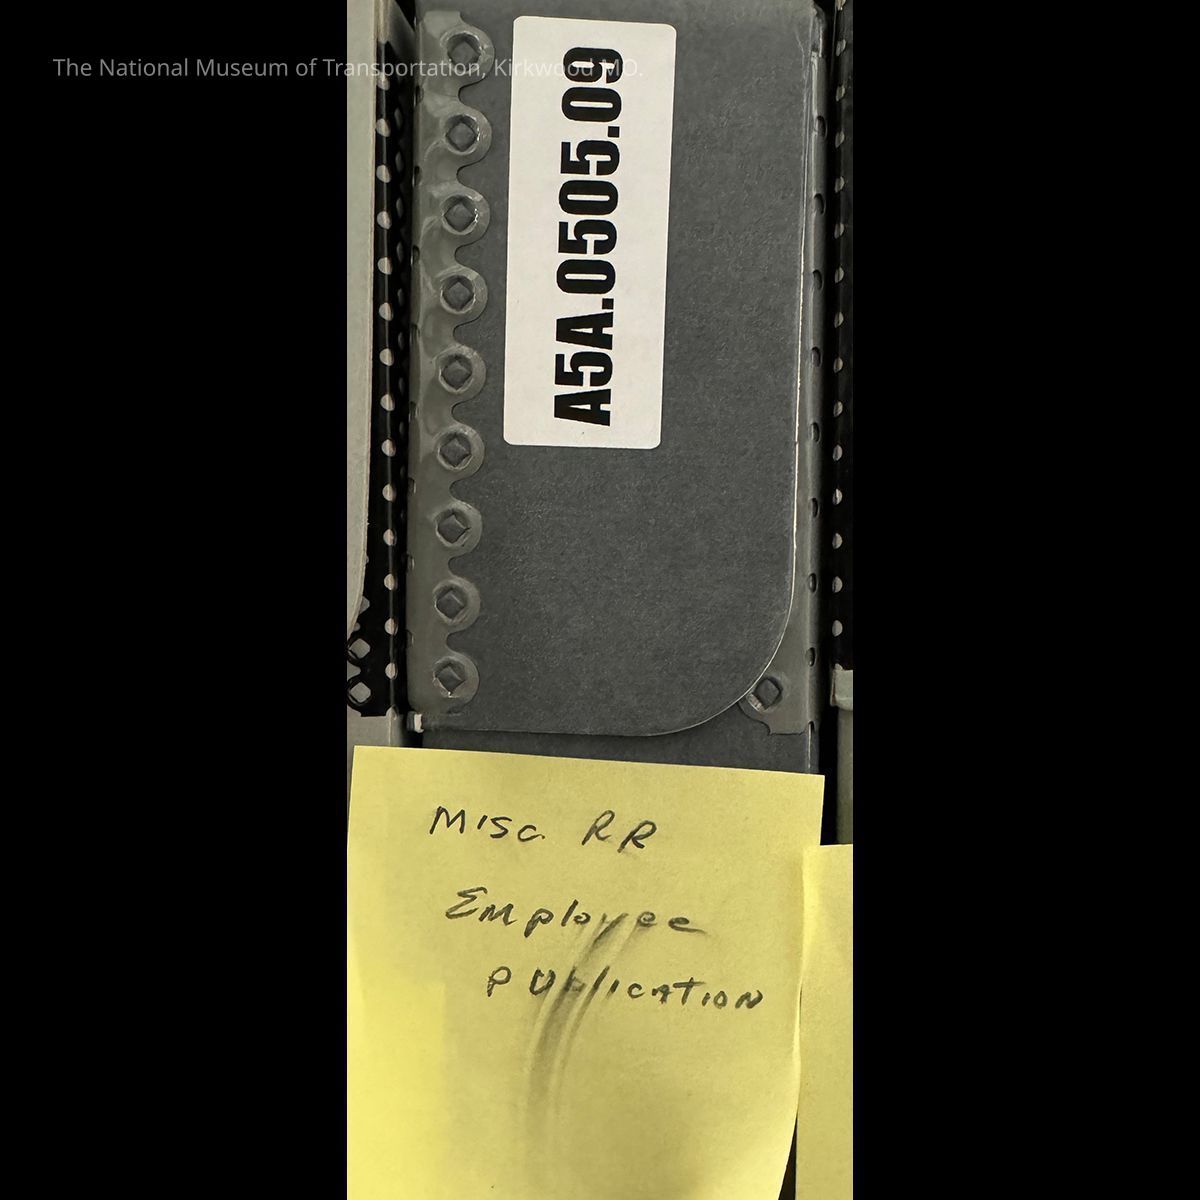 The National Museum of Transportation, Kirkwood MO.
A5A.0505.09
MISC RR
Employee
PUblICATION